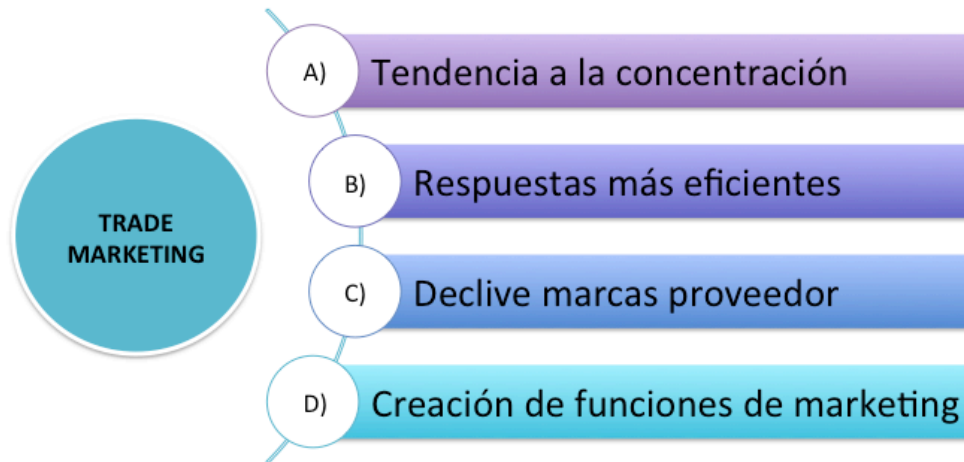 TRADE
MARKETING
A) Tendencia a la concentración
B) Respuestas más eficientes
C) Declive marcas proveedor
D) Creación de funciones de marketing